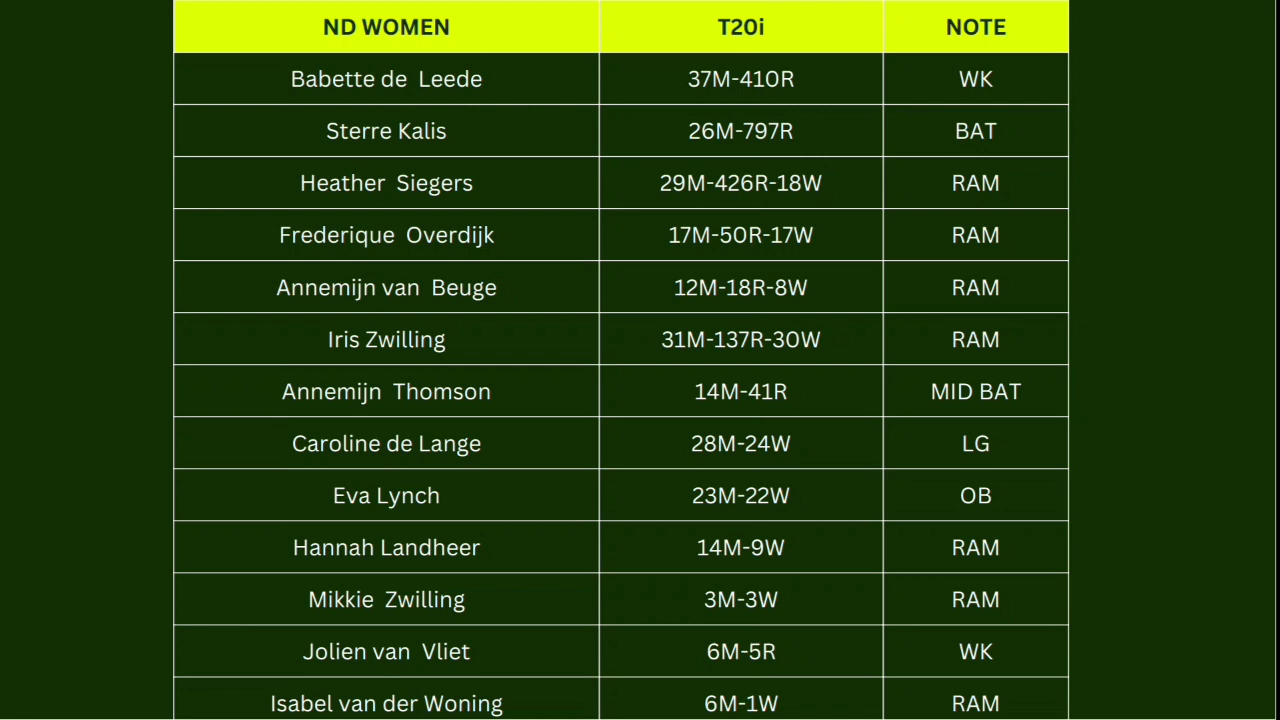 ND WOMEN T20i NOTE
Babette de Leede 37M-410R WK
Sterre Kalis 26M-797R BAT
Heather Siegers 29M-426R-18W RAM
Frederique Overdijk 17M-50R-17W RAM
Annemijn van Beuge 12M-18R-8W RAM
Iris Zwilling 31M-137R-30W RAM
Annemijn Thomson 14M-41R MID BAT
Caroline de Lange 28M-24W LG
Eva Lynch 23M-22W OB
Hannah Landheer 14M-9W RAM
Mikkie Zwilling 3M-3W RAM
Jolien van Vliet 6M-5R WK
Isabel van der Woning 6M-1W RAM